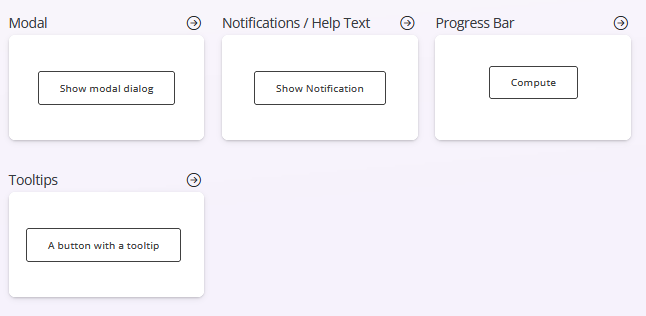 Modal
Notifications / Help Text
Progress Bar
Show modal dialog
Show Notification
Compute
Tooltips
A button with a tooltip